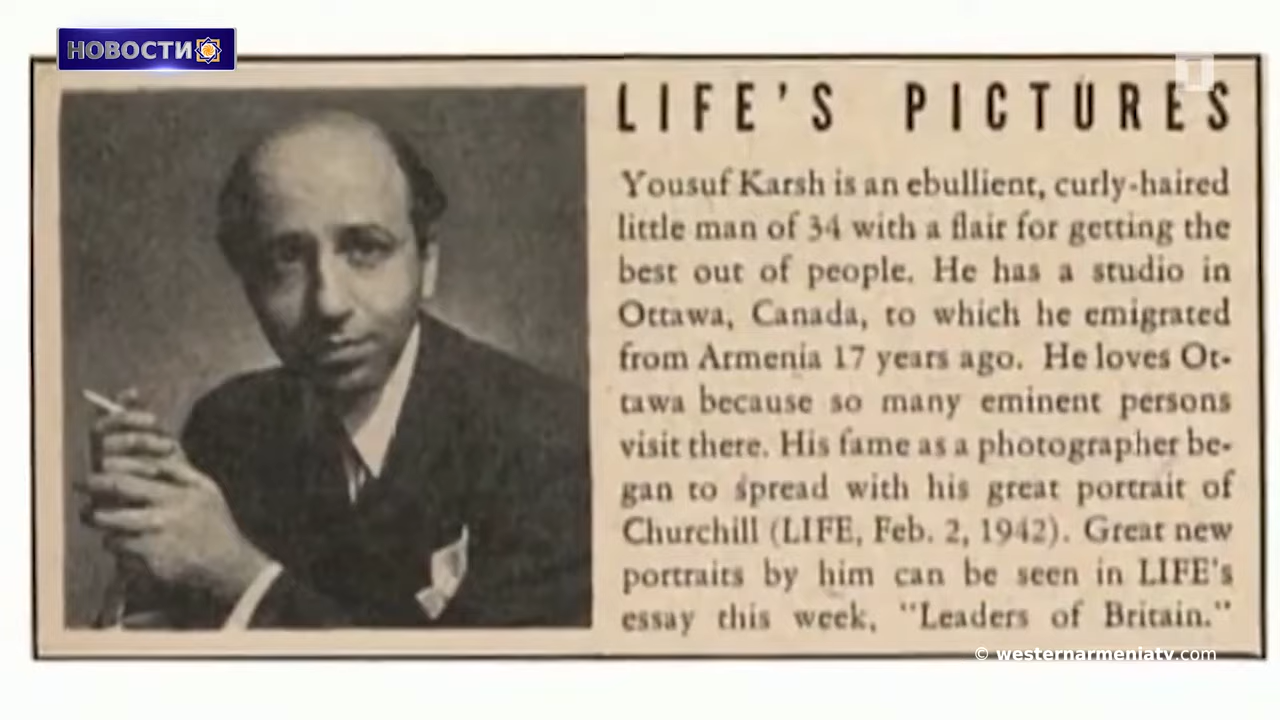 НОВОСТИ
LIFE'S PICTURES
Yousuf Karsh is an ebullient, curly-haired
little man of 34 with a flair for getting the
best out of people. He has a studio in
Ottawa, Canada, to which he emigrated
from Armenia 17 years ago. He loves Ot-
tawa because so many eminent persons
visit there. His fame as a photographer be-
gan to spread with his great portrait of
Churchill (LIFE, Feb. 2, 1942). Great new
portraits by him can be seen in LIFE's
essay this week, "Leaders of Britain."
© westernarmeniatv.com